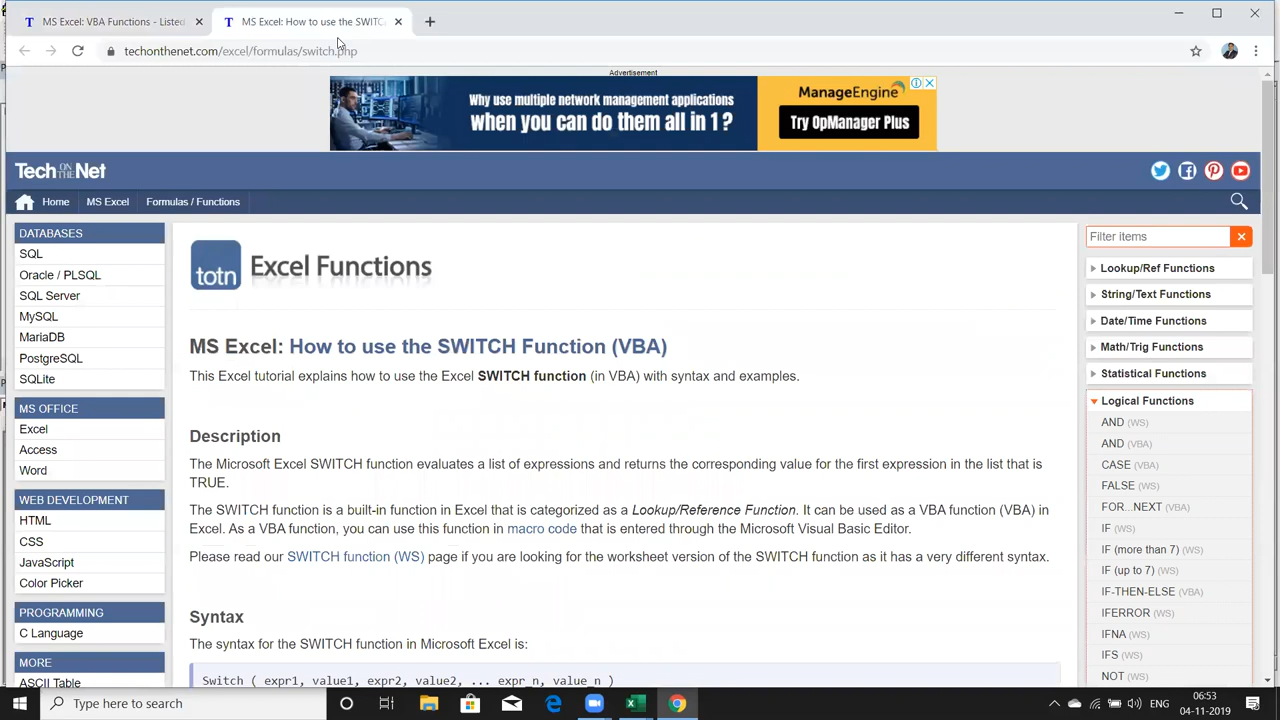 MS Excel: VBA Functions - Listed
MS Excel: How to use the SWITC
techonthenet.com/excel/formulas/switch.php
Advertisement
Why use multiple network management applications
when you can do them all in 1 ?
ManageEngine
Try OpManager Plus
Tech ON THE Net
Home
MS Excel
Formulas / Functions
DATABASES
SQL
Oracle / PLSQL
SQL Server
MySQL
MariaDB
PostgreSQL
SQLite
MS OFFICE
Excel
Access
Word
WEB DEVELOPMENT
HTML
CSS
JavaScript
Color Picker
PROGRAMMING
C Language
MORE
ASCII Table
totn Excel Functions
MS Excel: How to use the SWITCH Function (VBA)
This Excel tutorial explains how to use the Excel SWITCH function (in VBA) with syntax and examples.
Description
The Microsoft Excel SWITCH function evaluates a list of expressions and returns the corresponding value for the first expression in the list that is
TRUE.
The SWITCH function is a built-in function in Excel that is categorized as a Lookup/Reference Function. It can be used as a VBA function (VBA) in
Excel. As a VBA function, you can use this function in macro code that is entered through the Microsoft Visual Basic Editor.
Please read our SWITCH function (WS) page if you are looking for the worksheet version of the SWITCH function as it has a very different syntax.
Syntax
The syntax for the SWITCH function in Microsoft Excel is:
Switch ( expr1, value1, expr2, value2, ... expr_n, value_n )
Filter items
Lookup/Ref Functions
String/Text Functions
Date/Time Functions
Math/Trig Functions
Statistical Functions
Logical Functions
AND (WS)
AND (VBA)
CASE (VBA)
FALSE (WS)
FOR...NEXT (VBA)
IF (WS)
IF (more than 7) (WS)
IF (up to 7) (WS)
IF-THEN-ELSE (VBA)
IFERROR (WS)
IFNA (WS)
IFS (WS)
NOT (WS)
Type here to search
ENG
06:53
04-11-2019